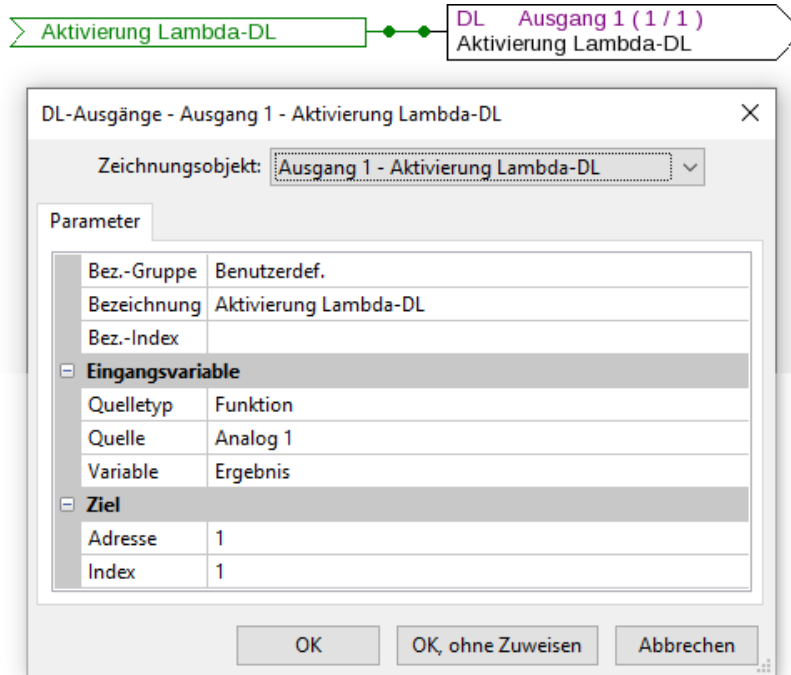 Aktivierung Lambda-DL
DL Ausgang 1 ( 1 / 1 )
Aktivierung Lambda-DL
DL-Ausgänge - Ausgang 1 - Aktivierung Lambda-DL
Zeichnungsobjekt: Ausgang 1 - Aktivierung Lambda-DL
Parameter
Bez.-Gruppe Benutzerdef.
Bezeichnung Aktivierung Lambda-DL
Bez.-Index
Eingangsvariable
Quelletyp Funktion
Quelle Analog 1
Variable Ergebnis
Ziel
Adresse 1
Index 1
OK OK, ohne Zuweisen Abbrechen